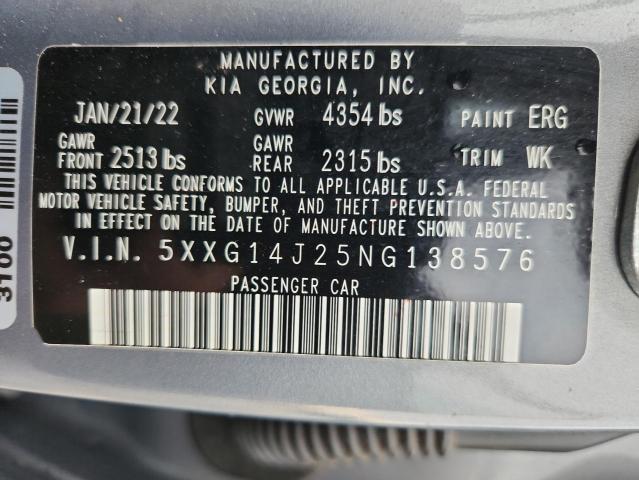 MANUFACTURED BY
KIA GEORGIA, INC.
JAN/21/22 GVWR 4354 lbs PAINT ERG
GAWR FRONT 2513 lbs GAWR REAR 2315 lbs TRIM WK
THIS VEHICLE CONFORMS TO ALL APPLICABLE U.S.A. FEDERAL
MOTOR VEHICLE SAFETY, BUMPER, AND THEFT PREVENTION STANDARDS
IN EFFECT ON THE DATE OF MANUFACTURE SHOWN ABOVE.
V.I.N. 5XXG14J25NG138576
PASSENGER CAR
3100